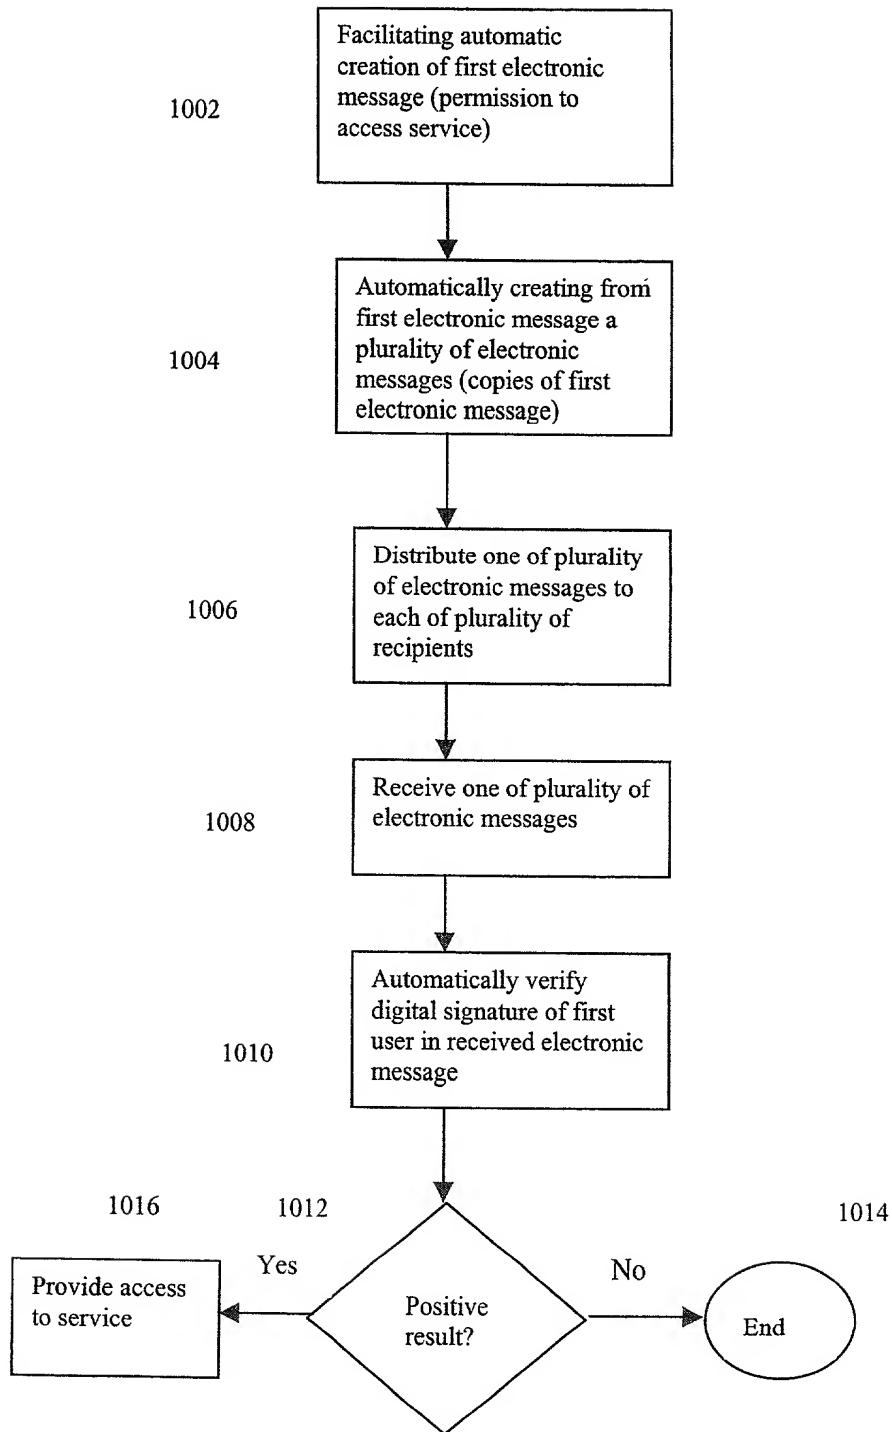 Facilitating automatic
creation of first electronic
message (permission to
access service)
1002
Automatically creating from
first electronic message a
plurality of electronic
messages (copies of first
electronic message)
1004
Distribute one of plurality
of electronic messages to
each of plurality of
recipients
1006
Receive one of plurality of
electronic messages
1008
Automatically verify
digital signature of first
user in received electronic
message
1010
1016
1012
1014
Yes
No
Provide access
to service
Positive
result?
End